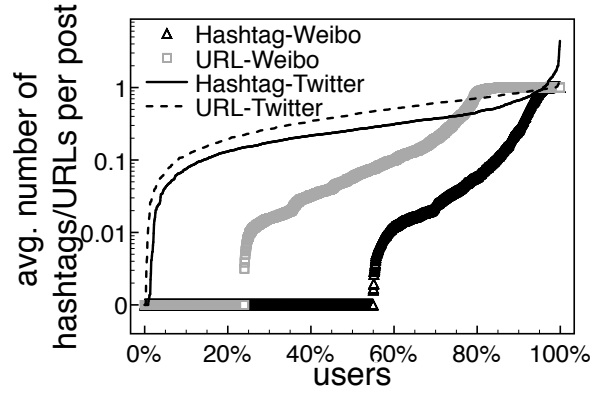 avg. number of
hashtags/URLs per post
Hashtag-Weibo
URL-Weibo
Hashtag-Twitter
URL-Twitter
1
0.1
0.01
0
0% 20% 40% 60% 80% 100%
users